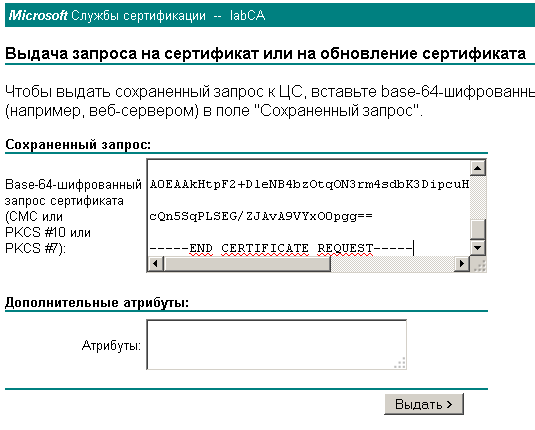 Microsoft Службы сертификации -- labCA
Выдача запроса на сертификат или на обновление сертификата
Чтобы выдать сохраненный запрос к ЦС, вставьте base-64-шифрованнь
(например, веб-сервером) в поле "Сохраненный запрос".
Сохраненный запрос:
Base-64-шифрованный
запрос сертификата
(CMC или
PKCS #10 или
PKCS #7):
AOEAAkHtpF2+DleNB4bzOtqON3rm4sdbK3DipcuH
cQn5SqPLSEG/ZJAvA9VYxOOpgg==
-----END CERTIFICATE REQUEST-----
Дополнительные атрибуты:
Атрибуты:
Выдать >